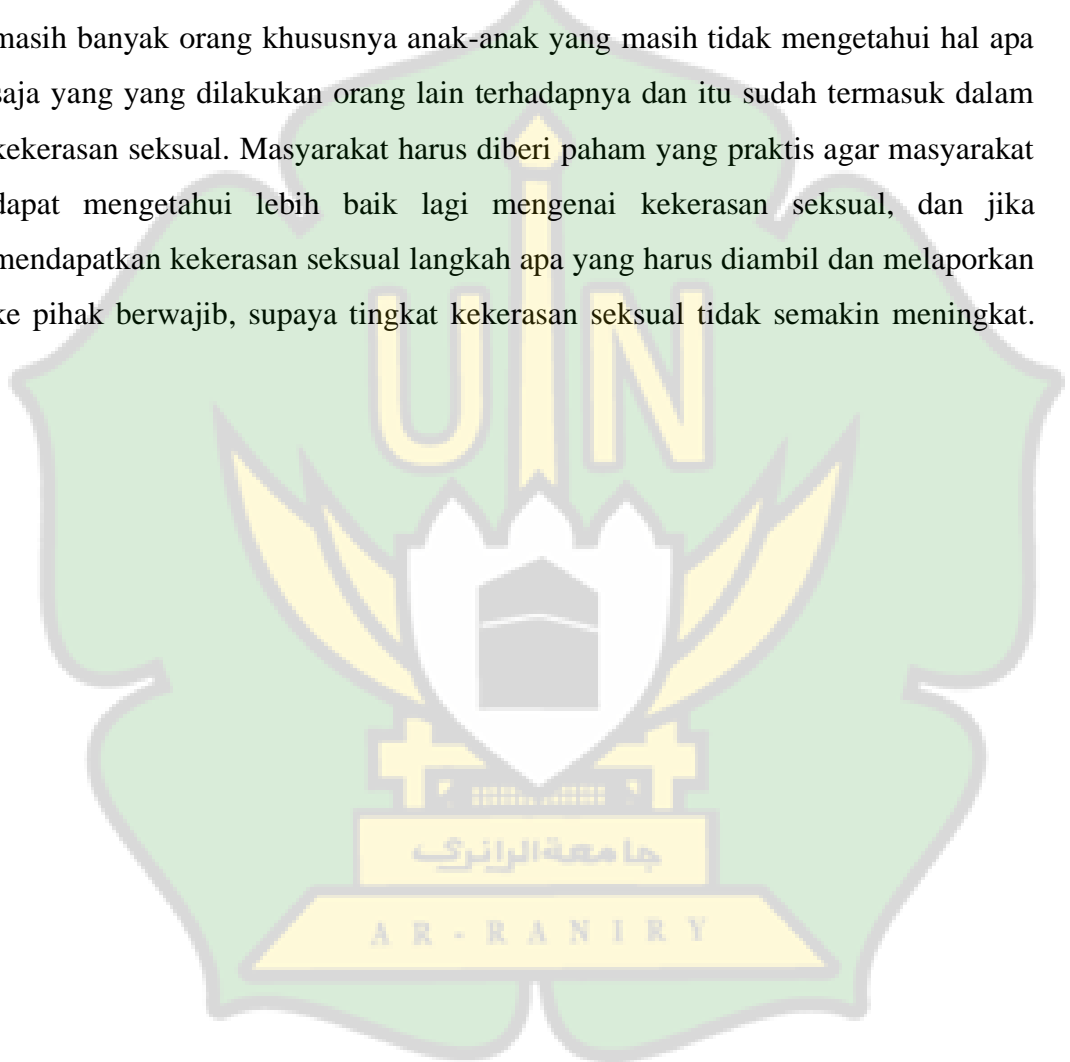 masih banyak orang khususnya anak-anak yang masih tidak mengetahui hal apa
saja yang yang dilakukan orang lain terhadapnya dan itu sudah termasuk dalam
kekerasan seksual. Masyarakat harus diberi paham yang praktis agar masyarakat
dapat mengetahui lebih baik lagi mengenai kekerasan seksual, dan jika
mendapatkan kekerasan seksual langkah apa yang harus diambil dan melaporkan
ke pihak berwajib, supaya tingkat kekerasan seksual tidak semakin meningkat.
UIN
جامعة الرانري
AR-RANIRY